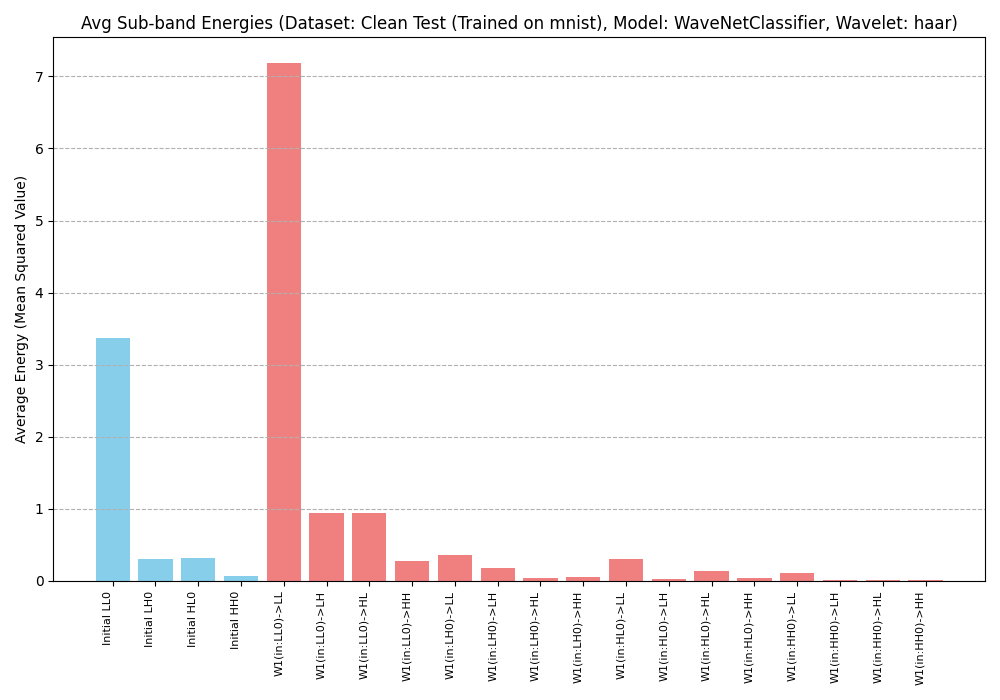 Avg Sub-band Energies (Dataset: Clean Test (Trained on mnist), Model: WaveNetClassifier, Wavelet: haar)
Average Energy (Mean Squared Value)
7
6
5
4
3
2
1
0
Initial LL0
Initial LH0
Initial HL0
Initial HH0
W1(in:LL0)->LL
W1(in:LL0)->LH
W1(in:LL0)->HL
W1(in:LL0)->HH
W1(in:LH0)->LL
W1(in:LH0)->LH
W1(in:LH0)->HL
W1(in:LH0)->HH
W1(in:HL0)->LL
W1(in:HL0)->LH
W1(in:HL0)->HL
W1(in:HL0)->HH
W1(in:HH0)->LL
W1(in:HH0)->LH
W1(in:HH0)->HL
W1(in:HH0)->HH